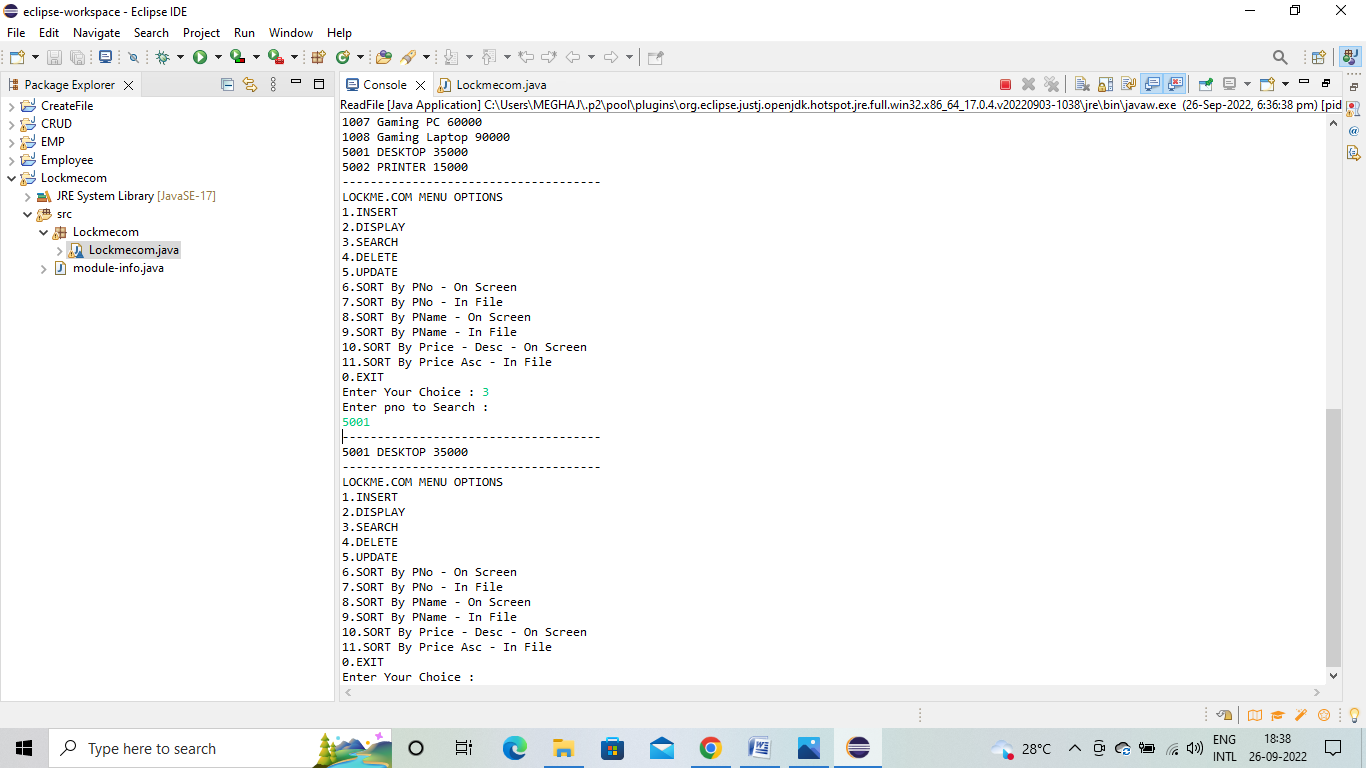 eclipse-workspace - Eclipse IDE
File Edit Navigate Search Project Run Window Help
Package Explorer
CreateFile
CRUD
EMP
Employee
Lockmecom
JRE System Library [JavaSE-17]
src
Lockmecom
Lockmecom.java
module-info.java
Console Lockmecom.java
ReadFile [Java Application] C:\Users\MEGHAJ\.p2\pool\plugins\org.eclipse.justj.openjdk.hotspot.jre.full.win32.x86_64_17.0.4.v20220903-1038\jre\bin\javaw.exe (26-Sep-2022, 6:36:38 pm) [pid
1007 Gaming PC 60000
1008 Gaming Laptop 90000
5001 DESKTOP 35000
5002 PRINTER 15000
-------------------------------------
LOCKME.COM MENU OPTIONS
1.INSERT
2.DISPLAY
3.SEARCH
4.DELETE
5.UPDATE
6.SORT By PNo - On Screen
7.SORT By PNo - In File
8.SORT By PName - On Screen
9.SORT By PName - In File
10.SORT By Price - Desc - On Screen
11.SORT By Price Asc - In File
0.EXIT
Enter Your Choice : 3
Enter pno to Search :
5001
-------------------------------------
5001 DESKTOP 35000
-------------------------------------
LOCKME.COM MENU OPTIONS
1.INSERT
2.DISPLAY
3.SEARCH
4.DELETE
5.UPDATE
6.SORT By PNo - On Screen
7.SORT By PNo - In File
8.SORT By PName - On Screen
9.SORT By PName - In File
10.SORT By Price - Desc - On Screen
11.SORT By Price Asc - In File
0.EXIT
Enter Your Choice :
Type here to search
28°C
ENG
INTL
18:38
26-09-2022